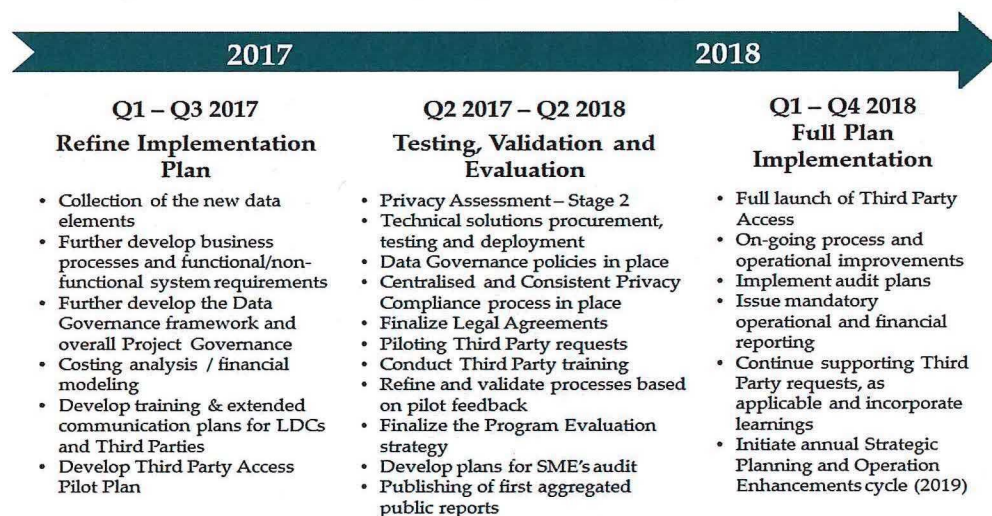 2017
2018
Q1 – Q3 2017
Refine Implementation
Plan
• Collection of the new data
elements
• Further develop business
processes and functional/non-
functional system requirements
• Further develop the Data
Governance framework and
overall Project Governance
• Costing analysis / financial
modeling
• Develop training & extended
communication plans for LDCs
and Third Parties
• Develop Third Party Access
Pilot Plan
Q2 2017 – Q2 2018
Testing, Validation and
Evaluation
• Privacy Assessment – Stage 2
• Technical solutions procurement,
testing and deployment
• Data Governance policies in place
• Centralised and Consistent Privacy
Compliance process in place
• Finalize Legal Agreements
• Piloting Third Party requests
• Conduct Third Party training
• Refine and validate processes based
on pilot feedback
• Finalize the Program Evaluation
strategy
• Develop plans for SME's audit
• Publishing of first aggregated
public reports
Q1 – Q4 2018
Full Plan
Implementation
• Full launch of Third Party
Access
• On-going process and
operational improvements
• Implement audit plans
• Issue mandatory
operational and financial
reporting
• Continue supporting Third
Party requests, as
applicable and incorporate
learnings
• Initiate annual Strategic
Planning and Operation
Enhancements cycle (2019)